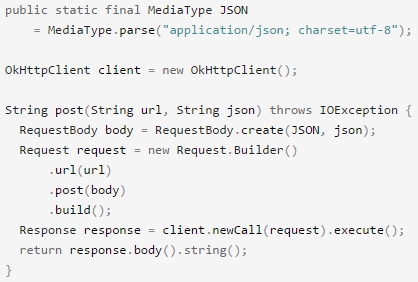 public static final MediaType JSON
    = MediaType.parse("application/json; charset=utf-8");

OkHttpClient client = new OkHttpClient();

String post(String url, String json) throws IOException {
  RequestBody body = RequestBody.create(JSON, json);
  Request request = new Request.Builder()
      .url(url)
      .post(body)
      .build();
  Response response = client.newCall(request).execute();
  return response.body().string();
}